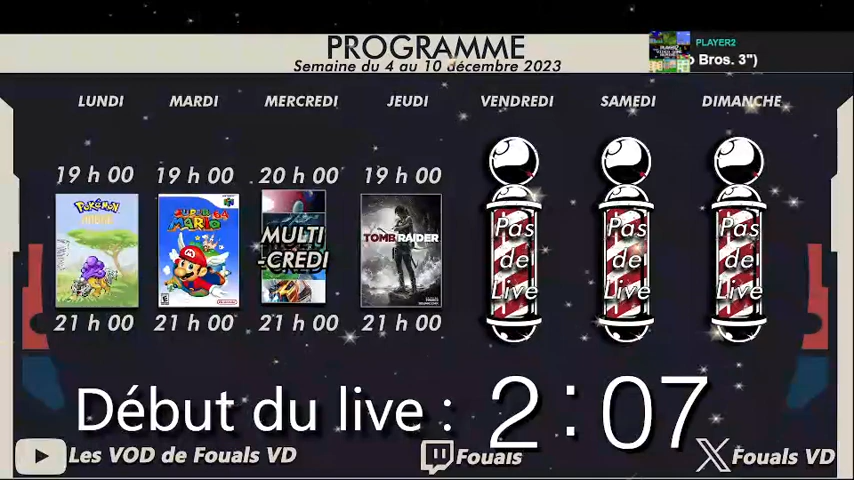 PROGRAMME
Semaine du 4 au 10 décembre 2023
PLAYER2
Bros. 3")
LUNDI MARDI MERCREDI JEUDI VENDREDI SAMEDI DIMANCHE
19 h 00 19 h 00 20 h 00 19 h 00
POKéMON
SUPER MARIO 64
MULTI
-CREDI
TOMB RAIDER
Pas de Live
Pas de Live
Pas de Live
21 h 00 21 h 00 21 h 00 21 h 00
Début du live : 2:07
Les VOD de Fouals VD
Fouals
Fouals VD